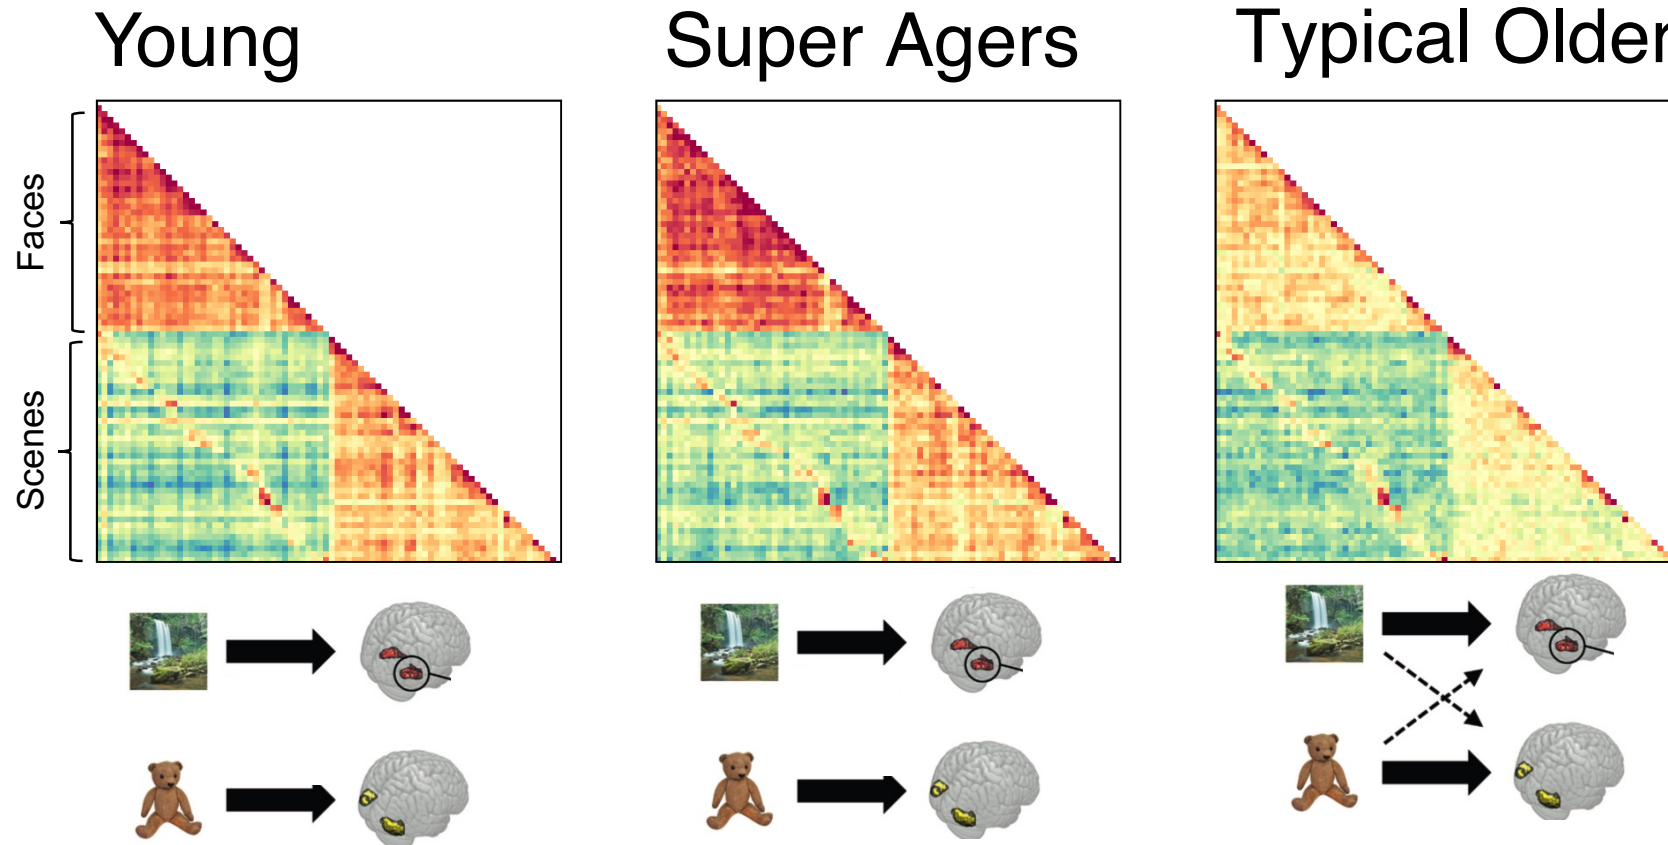 Young
Super Agers
Typical Older
Faces
Scenes